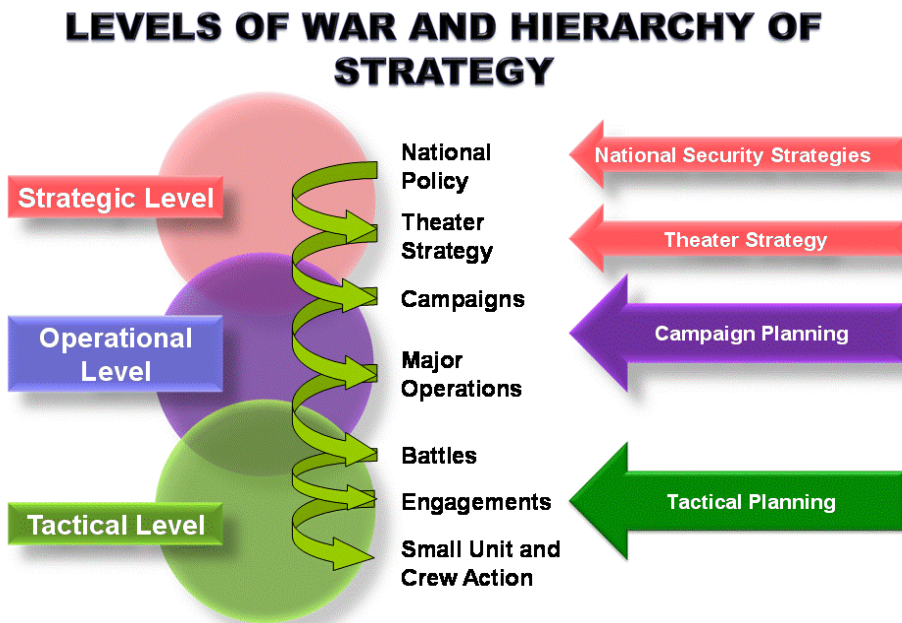 LEVELS OF WAR AND HIERARCHY OF
STRATEGY
Strategic Level
National
Policy
National Security Strategies
Theater
Strategy
Theater Strategy
Operational
Level
Campaigns
Campaign Planning
Major
Operations
Tactical Level
Battles
Engagements
Tactical Planning
Small Unit and
Crew Action